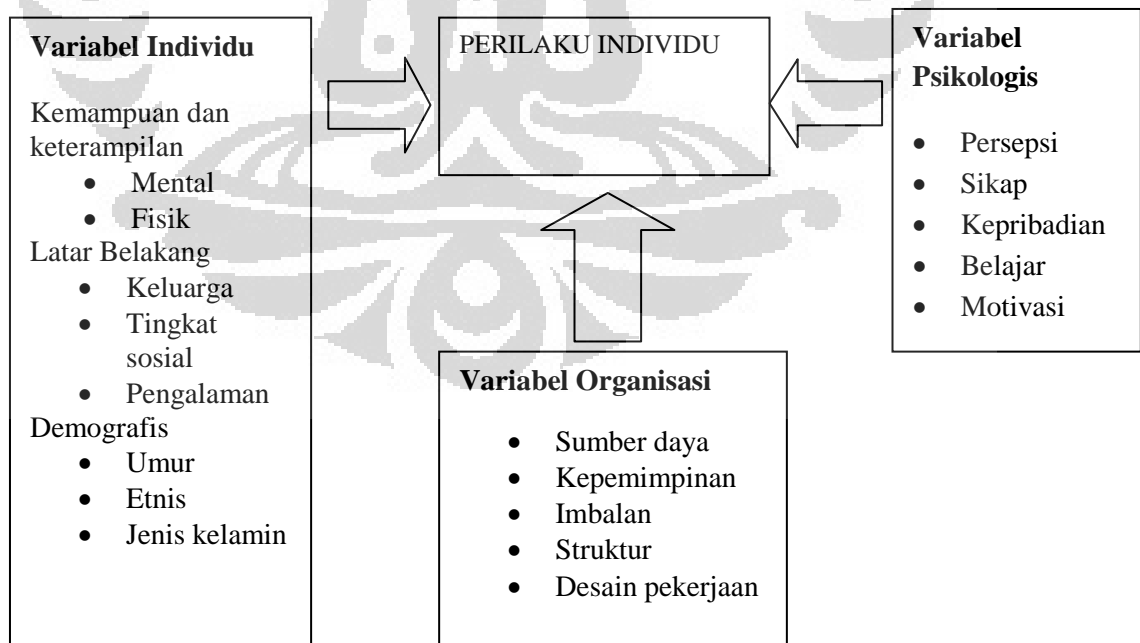 Variabel Individu
Kemampuan dan
keterampilan
• Mental
• Fisik
Latar Belakang
• Keluarga
• Tingkat
sosial
• Pengalaman
Demografis
• Umur
• Etnis
• Jenis kelamin
PERILAKU INDIVIDU
Variabel
Psikologis
• Persepsi
• Sikap
• Kepribadian
• Belajar
• Motivasi
Variabel Organisasi
• Sumber daya
• Kepemimpinan
• Imbalan
• Struktur
• Desain pekerjaan